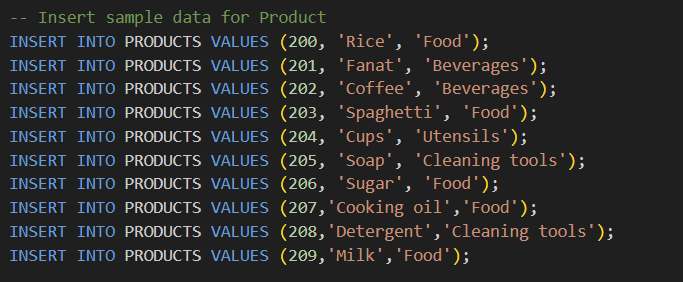 -- Insert sample data for Product
INSERT INTO PRODUCTS VALUES (200, 'Rice', 'Food');
INSERT INTO PRODUCTS VALUES (201, 'Fanat', 'Beverages');
INSERT INTO PRODUCTS VALUES (202, 'Coffee', 'Beverages');
INSERT INTO PRODUCTS VALUES (203, 'Spaghetti', 'Food');
INSERT INTO PRODUCTS VALUES (204, 'Cups', 'Utensils');
INSERT INTO PRODUCTS VALUES (205, 'Soap', 'Cleaning tools');
INSERT INTO PRODUCTS VALUES (206, 'Sugar', 'Food');
INSERT INTO PRODUCTS VALUES (207,'Cooking oil','Food');
INSERT INTO PRODUCTS VALUES (208,'Detergent','Cleaning tools');
INSERT INTO PRODUCTS VALUES (209,'Milk','Food');